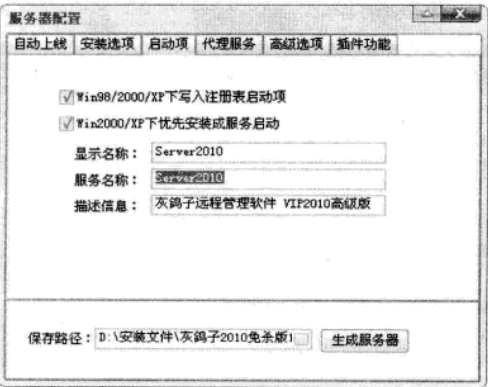 服务器配置
自动上线 安装选项 启动项 代理服务 高级选项 插件功能
Win98/2000/XP下写入注册表启动项
Win2000/XP下优先安装成服务启动
显示名称： Server2010
服务名称： Server2010
描述信息： 灰鸽子远程管理软件 VIP2010高级版
保存路径： D:\安装文件\灰鸽子2010免杀版1 生成服务器